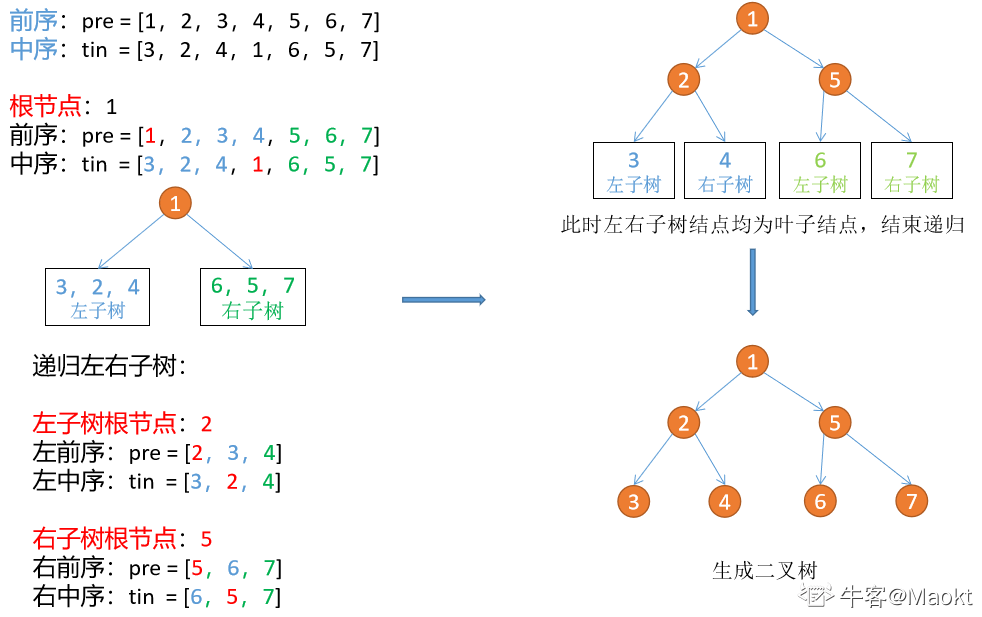 前序：pre = [1, 2, 3, 4, 5, 6, 7]
中序：tin = [3, 2, 4, 1, 6, 5, 7]
根节点：1
前序：pre = [1, 2, 3, 4, 5, 6, 7]
中序：tin = [3, 2, 4, 1, 6, 5, 7]
1
3, 2, 4
左子树
6, 5, 7
右子树
递归左右子树：
左子树根节点：2
左前序：pre = [2, 3, 4]
左中序：tin = [3, 2, 4]
右子树根节点：5
右前序：pre = [5, 6, 7]
右中序：tin = [6, 5, 7]
1
2 5
3 4 6 7
左子树 右子树 左子树 右子树
此时左右子树结点均为叶子结点，结束递归
1
2 5
3 4 6 7
生成二叉树
牛客@Maokt